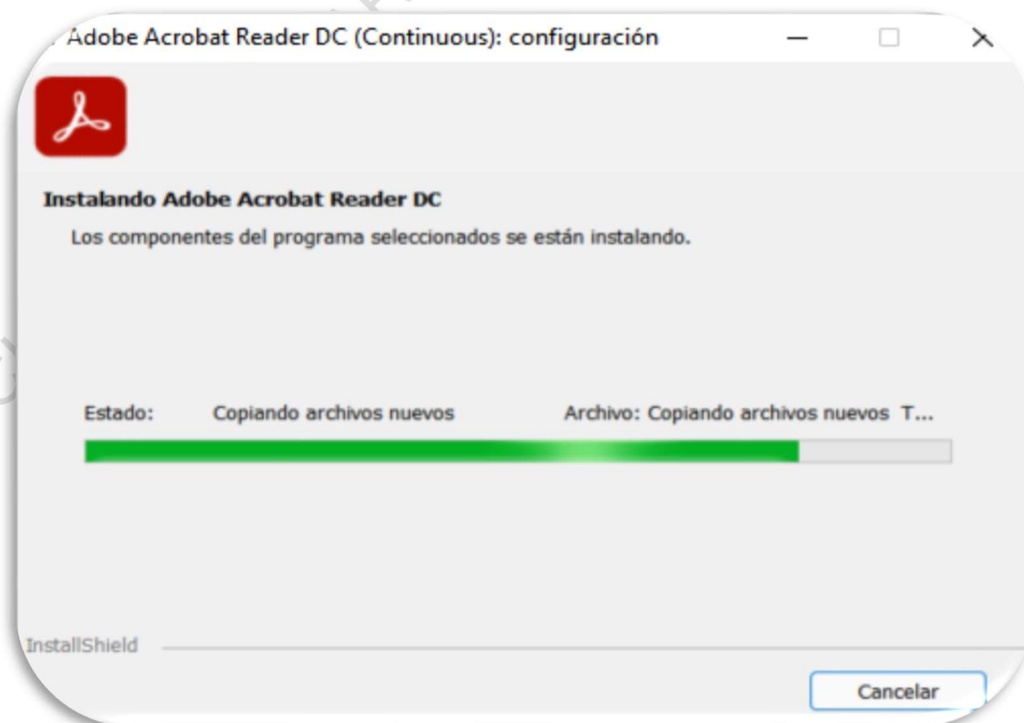 Adobe Acrobat Reader DC (Continuous): configuración
Instalando Adobe Acrobat Reader DC
Los componentes del programa seleccionados se están instalando.
Estado: Copiando archivos nuevos Archivo: Copiando archivos nuevos T...
InstallShield
Cancelar